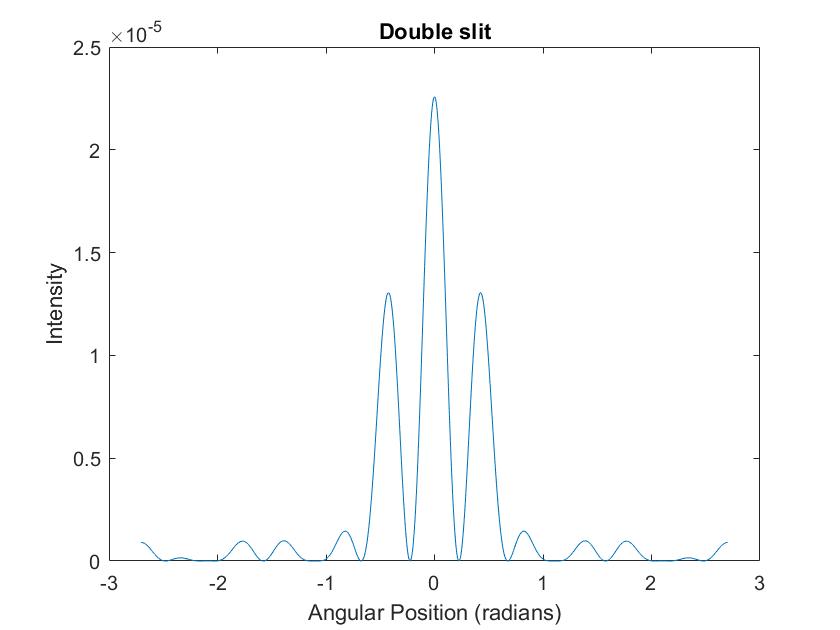 Double slit
×10-5
2.5
2
1.5
1
0.5
0
Intensity
-3 -2 -1 0 1 2 3
Angular Position (radians)